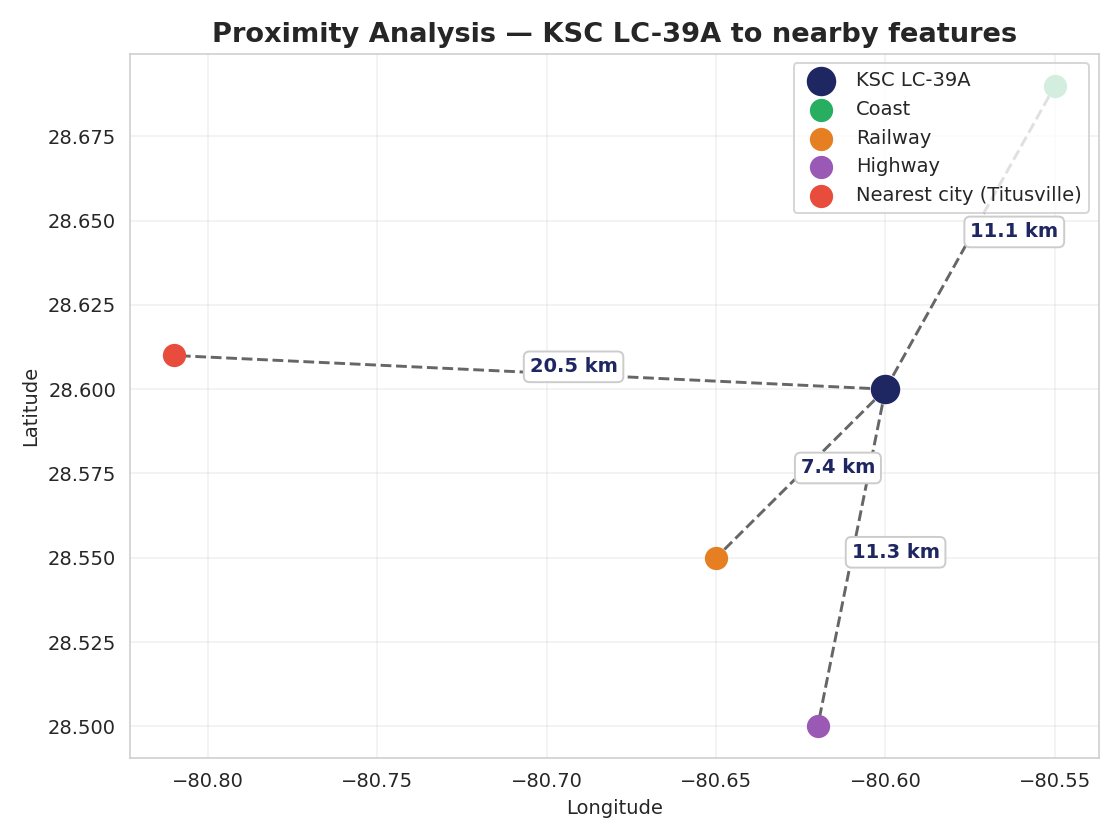 Proximity Analysis — KSC LC-39A to nearby features
KSC LC-39A
Coast
Railway
Highway
Nearest city (Titusville)
11.1 km
20.5 km
7.4 km
11.3 km
28.675
28.650
28.625
28.600
28.575
28.550
28.525
28.500
Latitude
−80.80
−80.75
−80.70
−80.65
−80.60
−80.55
Longitude